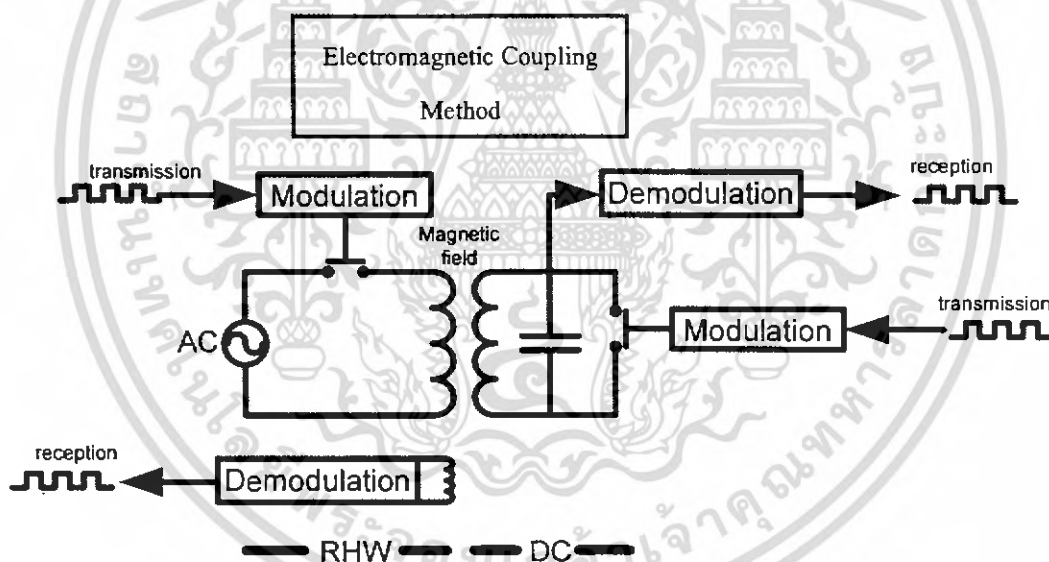 Electromagnetic Coupling
Method
transmission
Modulation
Demodulation
reception
Magnetic
field
AC
Modulation
transmission
reception
Demodulation
RHW
DC